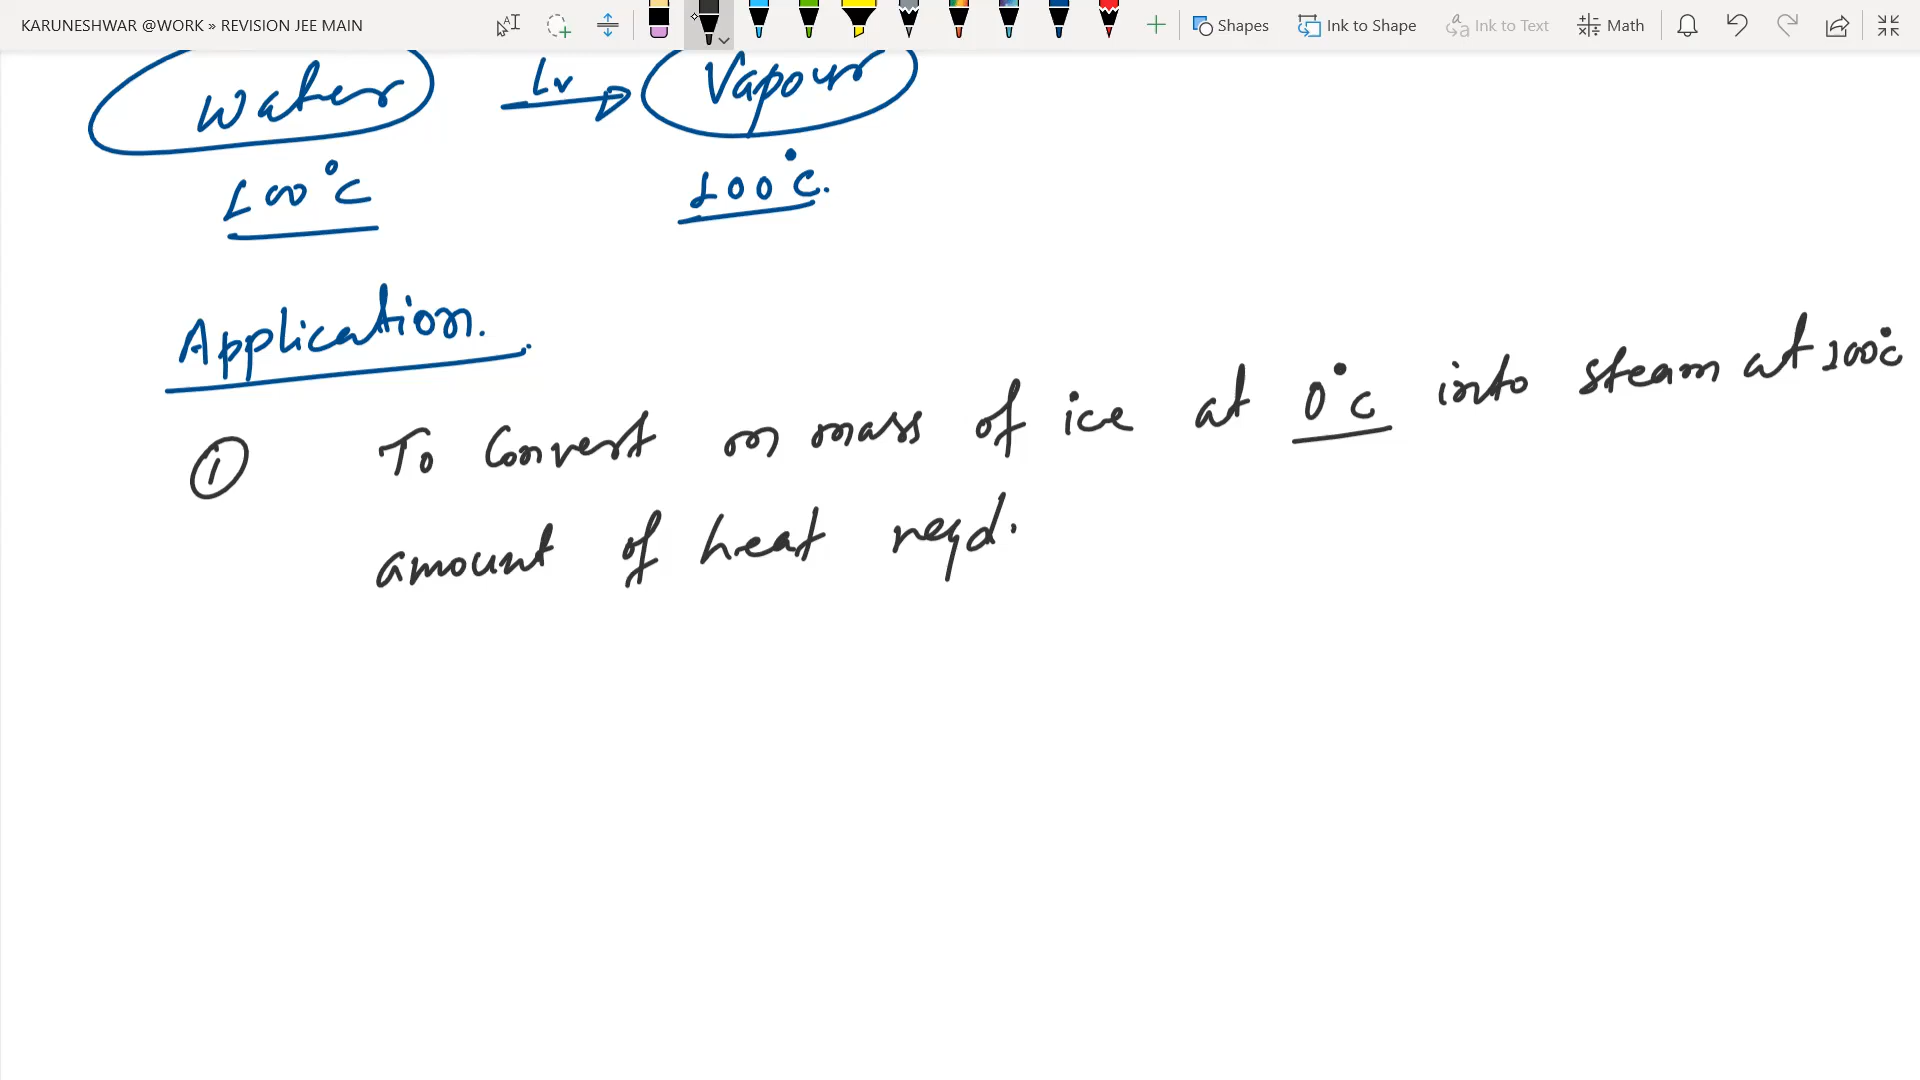 KARUNESHWAR @WORK » REVISION JEE MAIN
Shapes
Ink to Shape
Ink to Text
Math
Water Lv Vapour
100°C 100°C.
Application.
① To Convert m mass of ice at 0°C into steam at 100°C
amount of heat reqd.